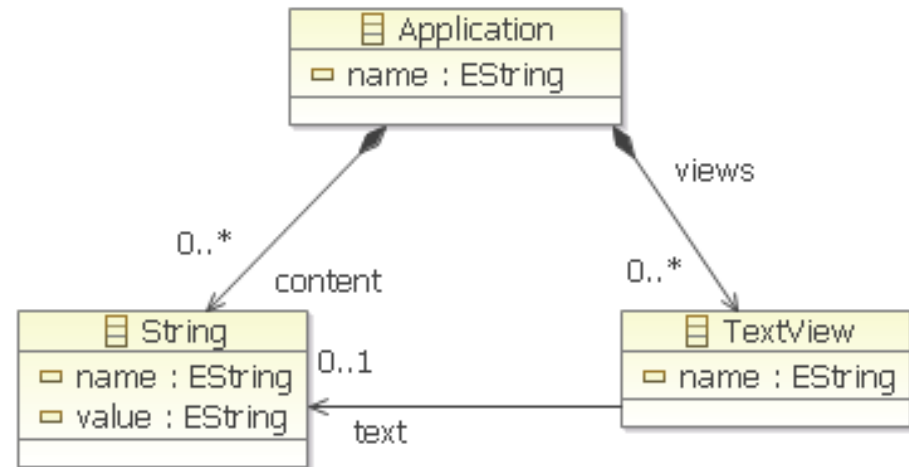 Application
name : EString
views
0..*
0..*
content
String
name : EString
value : EString
0..1
text
TextView
name : EString